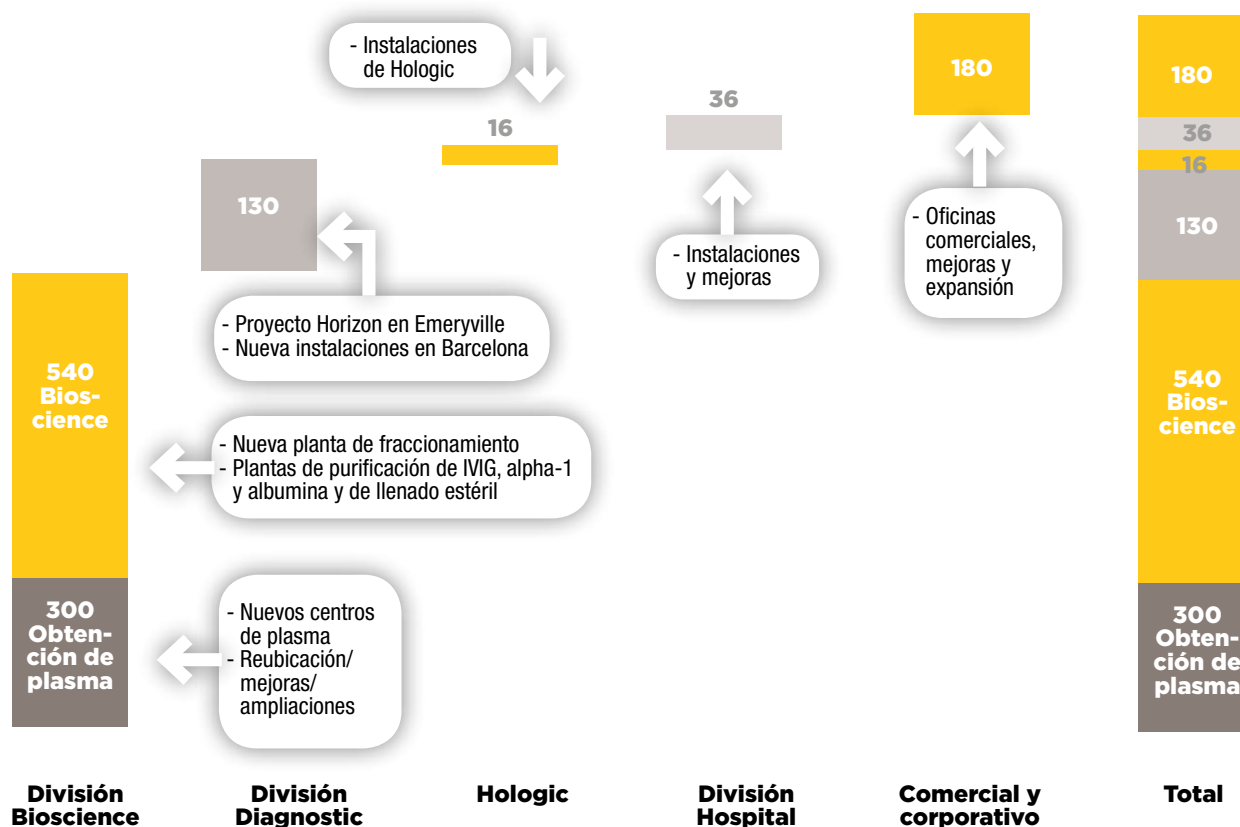 - Instalaciones
de Hologic
16
36
180
180
36
16
130
130
- Oficinas
comerciales,
mejoras y
expansión
- Instalaciones
y mejoras
- Proyecto Horizon en Emeryville
- Nueva instalaciones en Barcelona
540
Bios-
cience
540
Bios-
cience
- Nueva planta de fraccionamiento
- Plantas de purificación de IVIG, alpha-1
y albumina y de llenado estéril
300
Obten-
ción de
plasma
- Nuevos centros
de plasma
- Reubicación/
mejoras/
ampliaciones
300
Obten-
ción de
plasma
División
Bioscience
División
Diagnostic
Hologic
División
Hospital
Comercial y
corporativo
Total